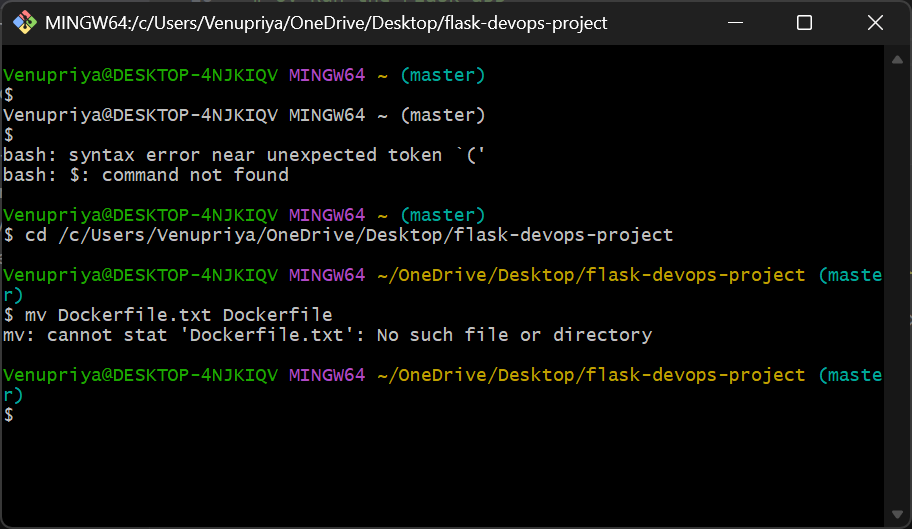 MINGW64:/c/Users/Venupriya/OneDrive/Desktop/flask-devops-project
Venupriya@DESKTOP-4NJKIQV MINGW64 ~ (master)
$
Venupriya@DESKTOP-4NJKIQV MINGW64 ~ (master)
$
bash: syntax error near unexpected token `('
bash: $: command not found
Venupriya@DESKTOP-4NJKIQV MINGW64 ~ (master)
$ cd /c/Users/Venupriya/OneDrive/Desktop/flask-devops-project
Venupriya@DESKTOP-4NJKIQV MINGW64 ~/OneDrive/Desktop/flask-devops-project (maste
r)
$ mv Dockerfile.txt Dockerfile
mv: cannot stat 'Dockerfile.txt': No such file or directory
Venupriya@DESKTOP-4NJKIQV MINGW64 ~/OneDrive/Desktop/flask-devops-project (maste
r)
$